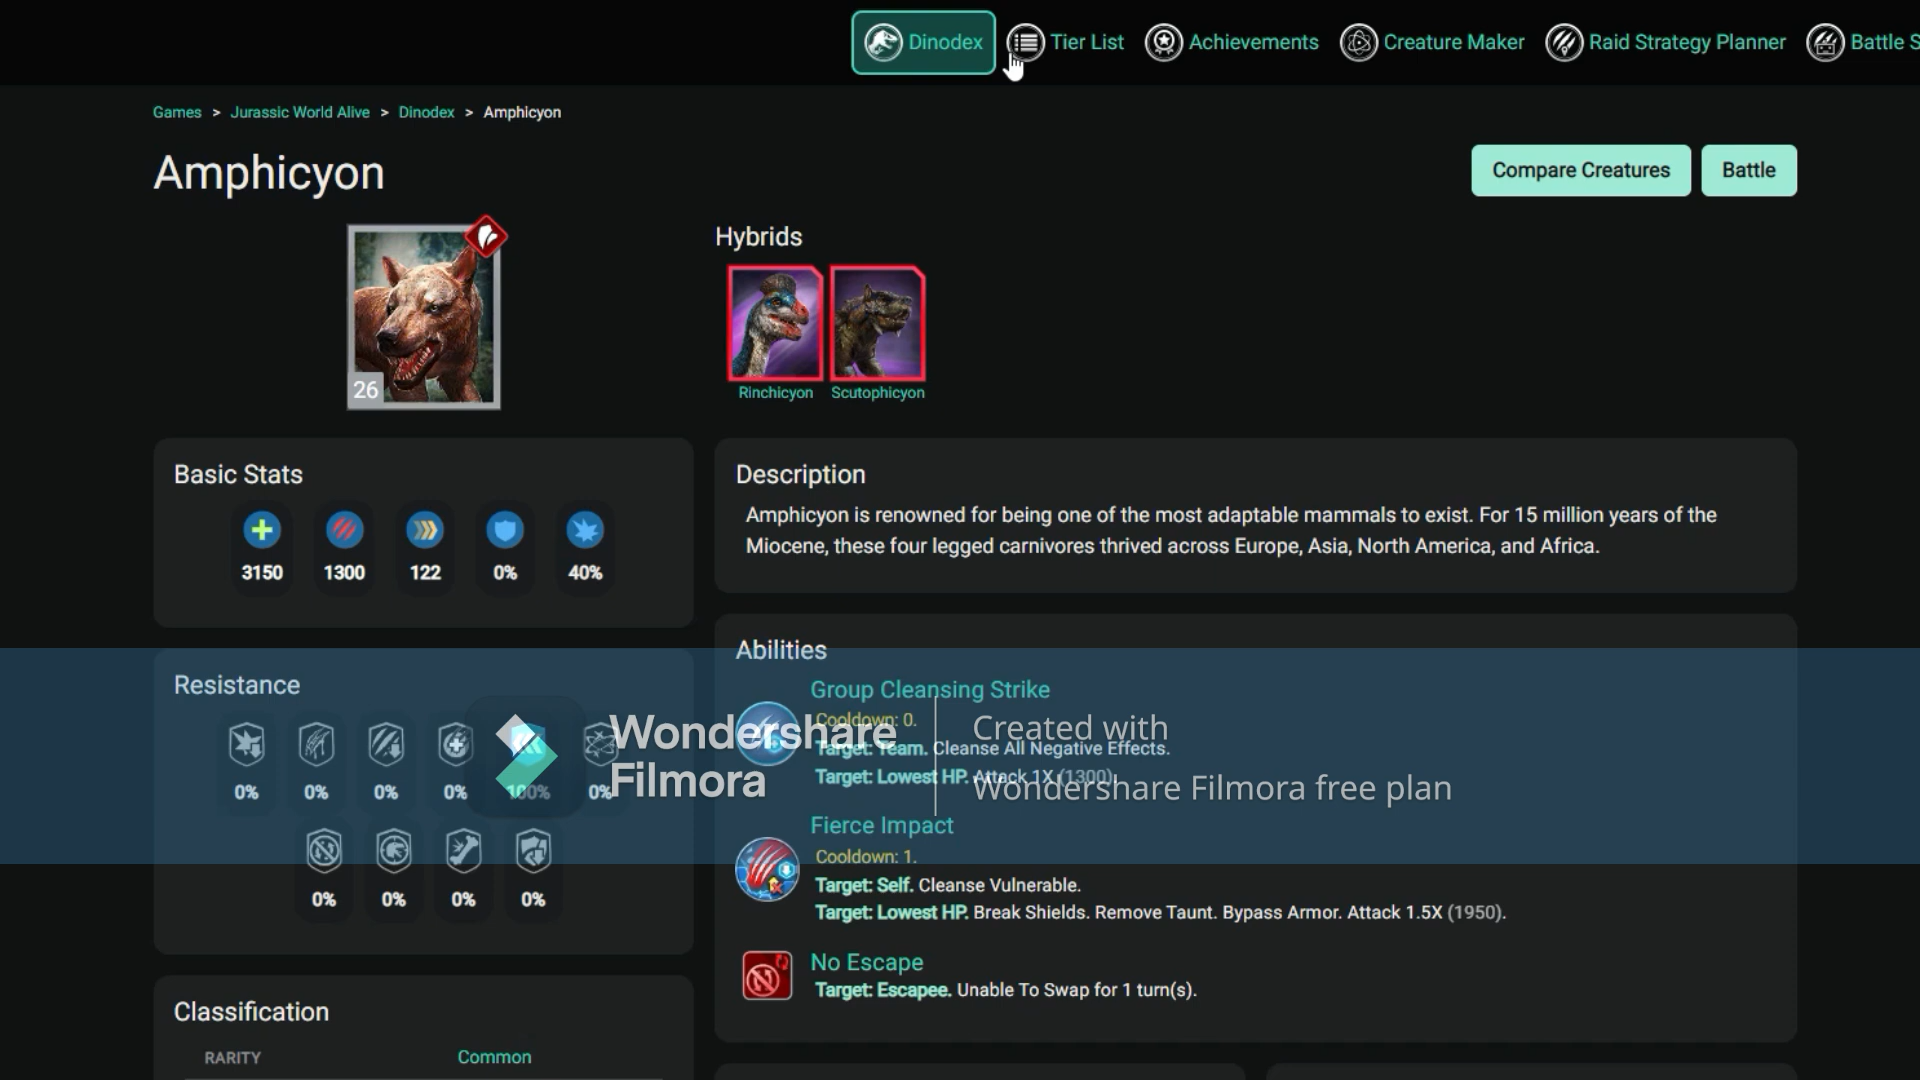 Dinodex
Tier List
Achievements
Creature Maker
Raid Strategy Planner
Battle S
Games > Jurassic World Alive > Dinodex > Amphicyon
Amphicyon
Compare Creatures
Battle
26
Hybrids
Rinchicyon
Scutophicyon
Basic Stats
3150
1300
122
0%
40%
Description
Amphicyon is renowned for being one of the most adaptable mammals to exist. For 15 million years of the
Miocene, these four legged carnivores thrived across Europe, Asia, North America, and Africa.
Resistance
0%
0%
0%
0%
100%
0%
0%
0%
0%
0%
Wondershare
Filmora
Created with
Wondershare Filmora free plan
Abilities
Group Cleansing Strike
Cooldown: 0.
Target: Team. Cleanse All Negative Effects.
Target: Lowest HP. Attack 1X (1300).
Fierce Impact
Cooldown: 1.
Target: Self. Cleanse Vulnerable.
Target: Lowest HP. Break Shields. Remove Taunt. Bypass Armor. Attack 1.5X (1950).
No Escape
Target: Escapee. Unable To Swap for 1 turn(s).
Classification
RARITY
Common